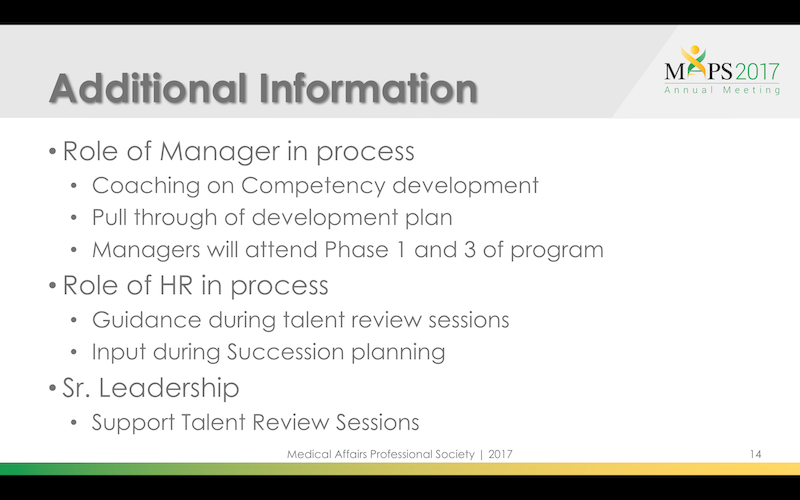 Additional Information
MAPS 2017
Annual Meeting
• Role of Manager in process
• Coaching on Competency development
• Pull through of development plan
• Managers will attend Phase 1 and 3 of program
• Role of HR in process
• Guidance during talent review sessions
• Input during Succession planning
• Sr. Leadership
• Support Talent Review Sessions
Medical Affairs Professional Society | 2017
14